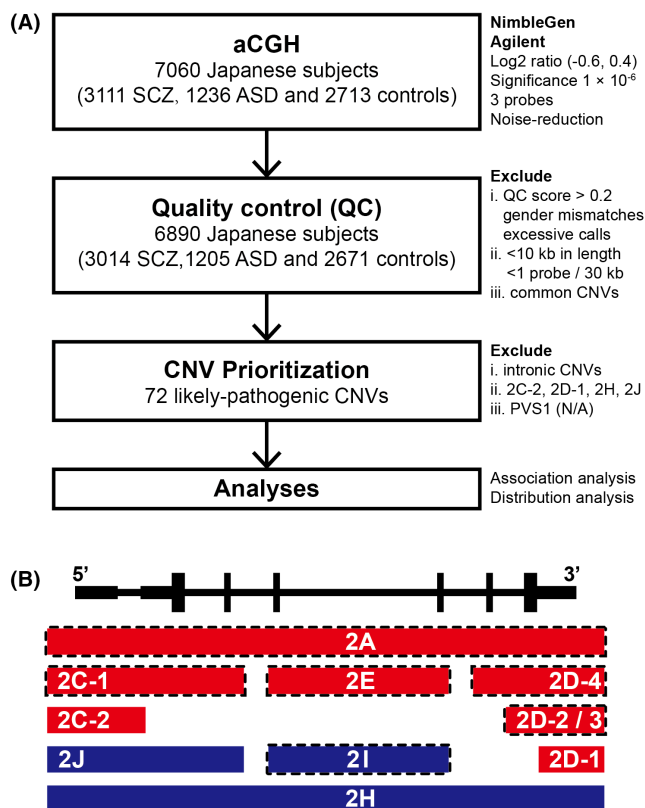 (A)
aCGH
7060 Japanese subjects
(3111 SCZ, 1236 ASD and 2713 controls)
NimbleGen
Agilent
Log2 ratio (-0.6, 0.4)
Significance 1 × 10⁻⁶
3 probes
Noise-reduction
Quality control (QC)
6890 Japanese subjects
(3014 SCZ,1205 ASD and 2671 controls)
Exclude
i. QC score > 0.2
gender mismatches
excessive calls
ii. <10 kb in length
<1 probe / 30 kb
iii. common CNVs
CNV Prioritization
72 likely-pathogenic CNVs
Exclude
i. intronic CNVs
ii. 2C-2, 2D-1, 2H, 2J
iii. PVS1 (N/A)
Analyses
Association analysis
Distribution analysis
(B)
5’ 3’
2A
2C-1 2E 2D-4
2C-2 2D-2 / 3
2J 2I 2D-1
2H